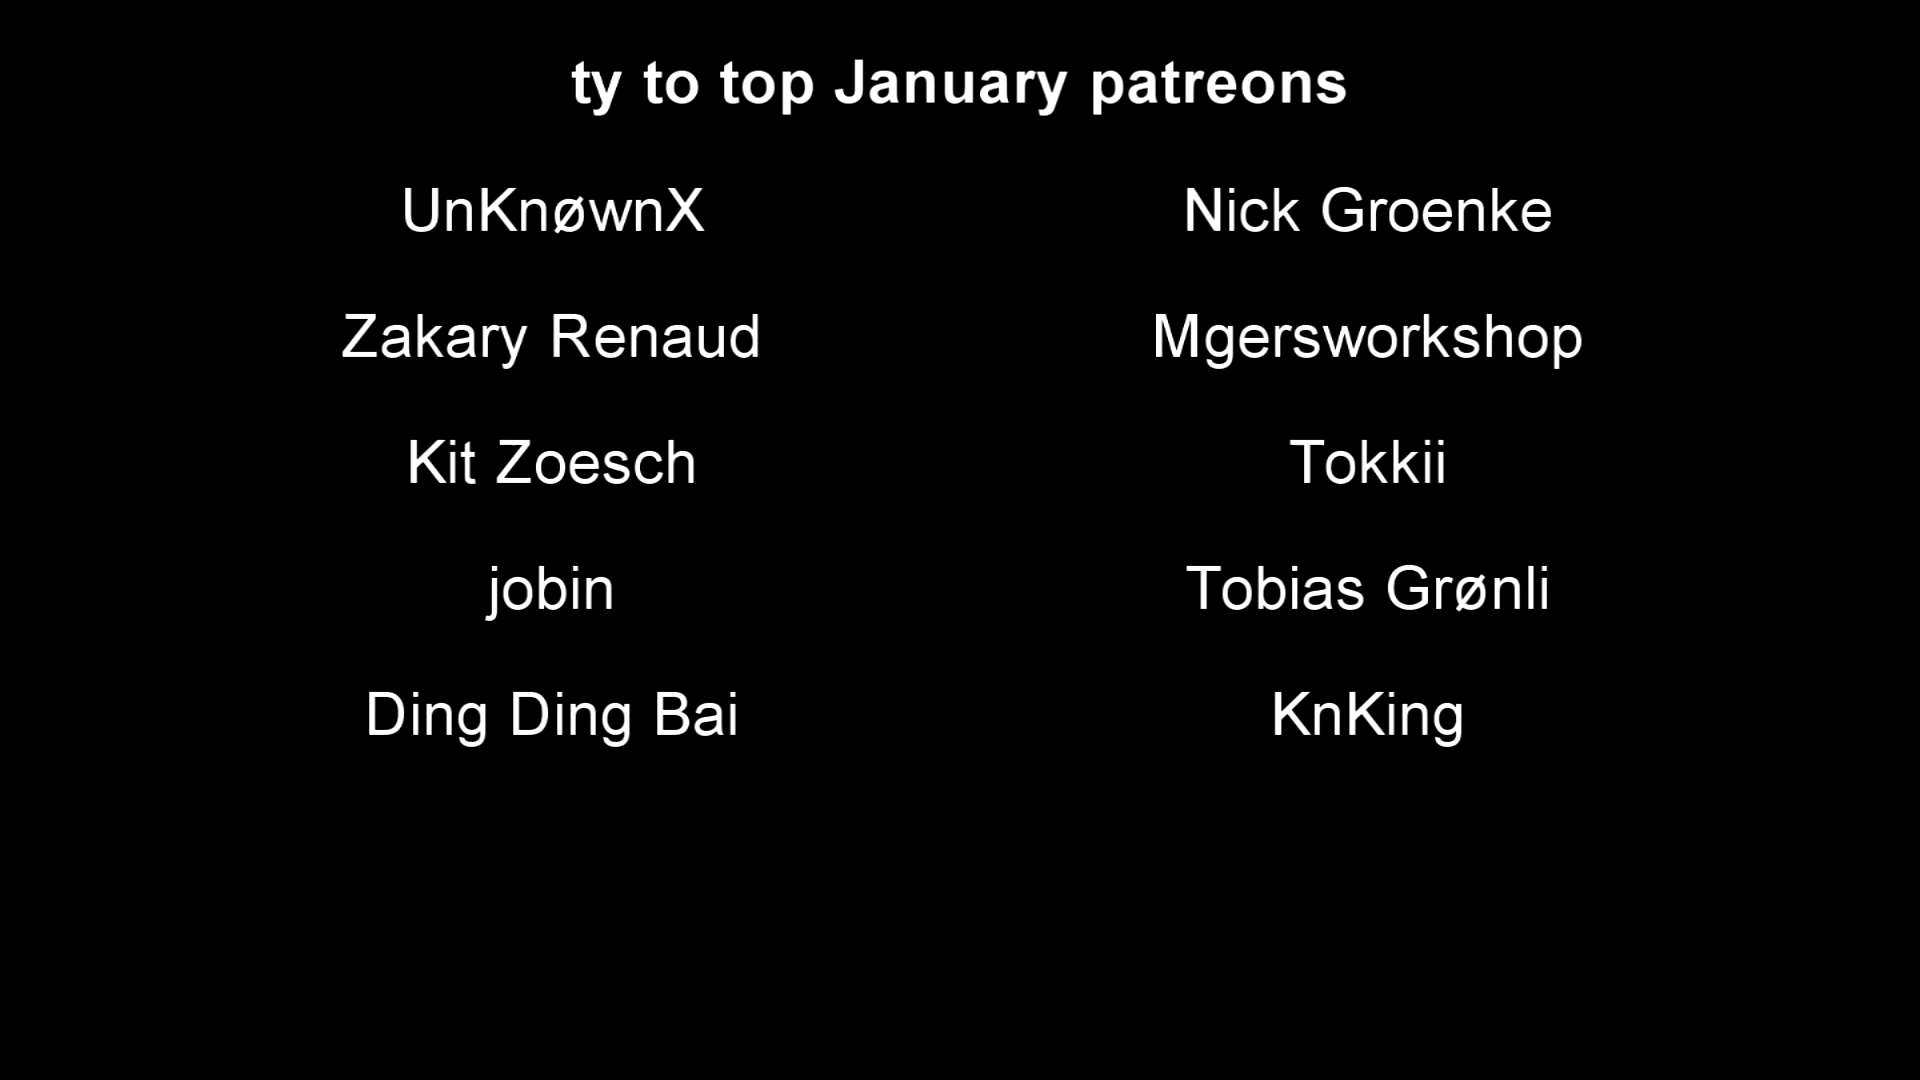 ty to top January patreons
UnKnøwnX
Nick Groenke
Zakary Renaud
Mgersworkshop
Kit Zoesch
Tokkii
jobin
Tobias Grønli
Ding Ding Bai
KnKing